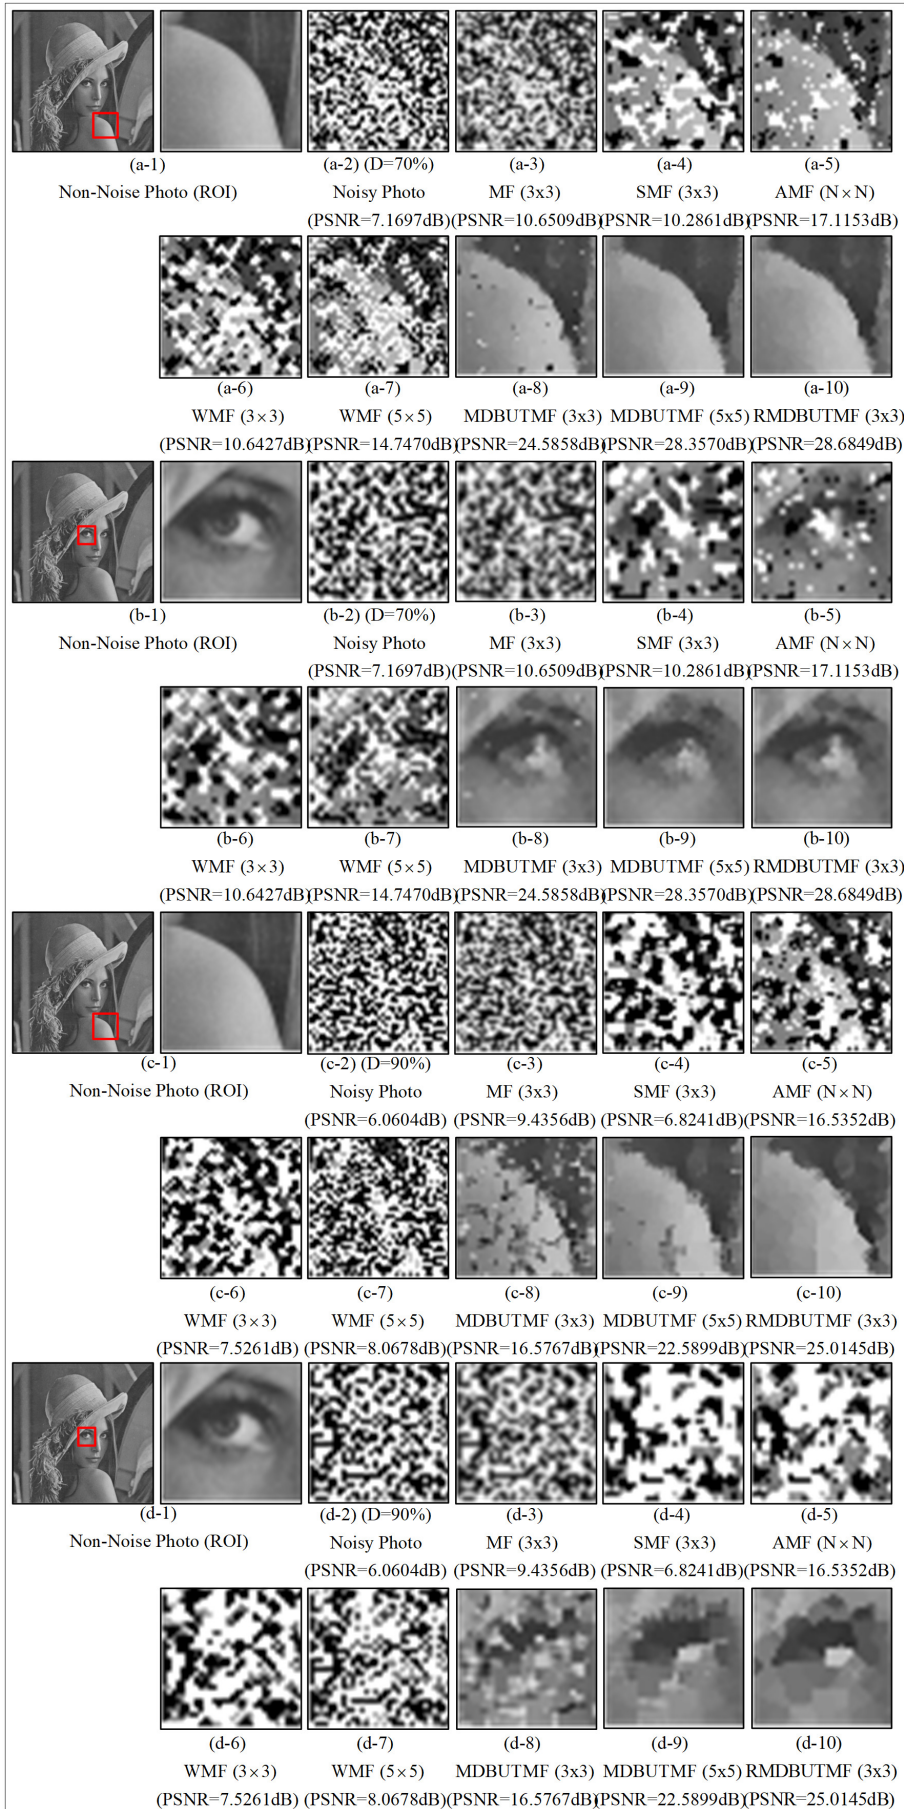 (a-1) (a-2) (D=70%) (a-3) (a-4) (a-5)
Non-Noise Photo (ROI) Noisy Photo MF (3x3) SMF (3x3) AMF (N×N)
(PSNR=7.1697dB) (PSNR=10.6509dB) (PSNR=10.2861dB) (PSNR=17.1153dB)
(a-6) (a-7) (a-8) (a-9) (a-10)
WMF (3×3) WMF (5×5) MDBUTMF (3x3) MDBUTMF (5x5) RMDBUTMF (3x3)
(PSNR=10.6427dB) (PSNR=14.7470dB) (PSNR=24.5858dB) (PSNR=28.3570dB) (PSNR=28.6849dB)
(b-1) (b-2) (D=70%) (b-3) (b-4) (b-5)
Non-Noise Photo (ROI) Noisy Photo MF (3x3) SMF (3x3) AMF (N×N)
(PSNR=7.1697dB) (PSNR=10.6509dB) (PSNR=10.2861dB) (PSNR=17.1153dB)
(b-6) (b-7) (b-8) (b-9) (b-10)
WMF (3×3) WMF (5×5) MDBUTMF (3x3) MDBUTMF (5x5) RMDBUTMF (3x3)
(PSNR=10.6427dB) (PSNR=14.7470dB) (PSNR=24.5858dB) (PSNR=28.3570dB) (PSNR=28.6849dB)
(c-1) (c-2) (D=90%) (c-3) (c-4) (c-5)
Non-Noise Photo (ROI) Noisy Photo MF (3x3) SMF (3x3) AMF (N×N)
(PSNR=6.0604dB) (PSNR=9.4356dB) (PSNR=6.8241dB) (PSNR=16.5352dB)
(c-6) (c-7) (c-8) (c-9) (c-10)
WMF (3×3) WMF (5×5) MDBUTMF (3x3) MDBUTMF (5x5) RMDBUTMF (3x3)
(PSNR=7.5261dB) (PSNR=8.0678dB) (PSNR=16.5767dB) (PSNR=22.5899dB) (PSNR=25.0145dB)
(d-1) (d-2) (D=90%) (d-3) (d-4) (d-5)
Non-Noise Photo (ROI) Noisy Photo MF (3x3) SMF (3x3) AMF (N×N)
(PSNR=6.0604dB) (PSNR=9.4356dB) (PSNR=6.8241dB) (PSNR=16.5352dB)
(d-6) (d-7) (d-8) (d-9) (d-10)
WMF (3×3) WMF (5×5) MDBUTMF (3x3) MDBUTMF (5x5) RMDBUTMF (3x3)
(PSNR=7.5261dB) (PSNR=8.0678dB) (PSNR=16.5767dB) (PSNR=22.5899dB) (PSNR=25.0145dB)